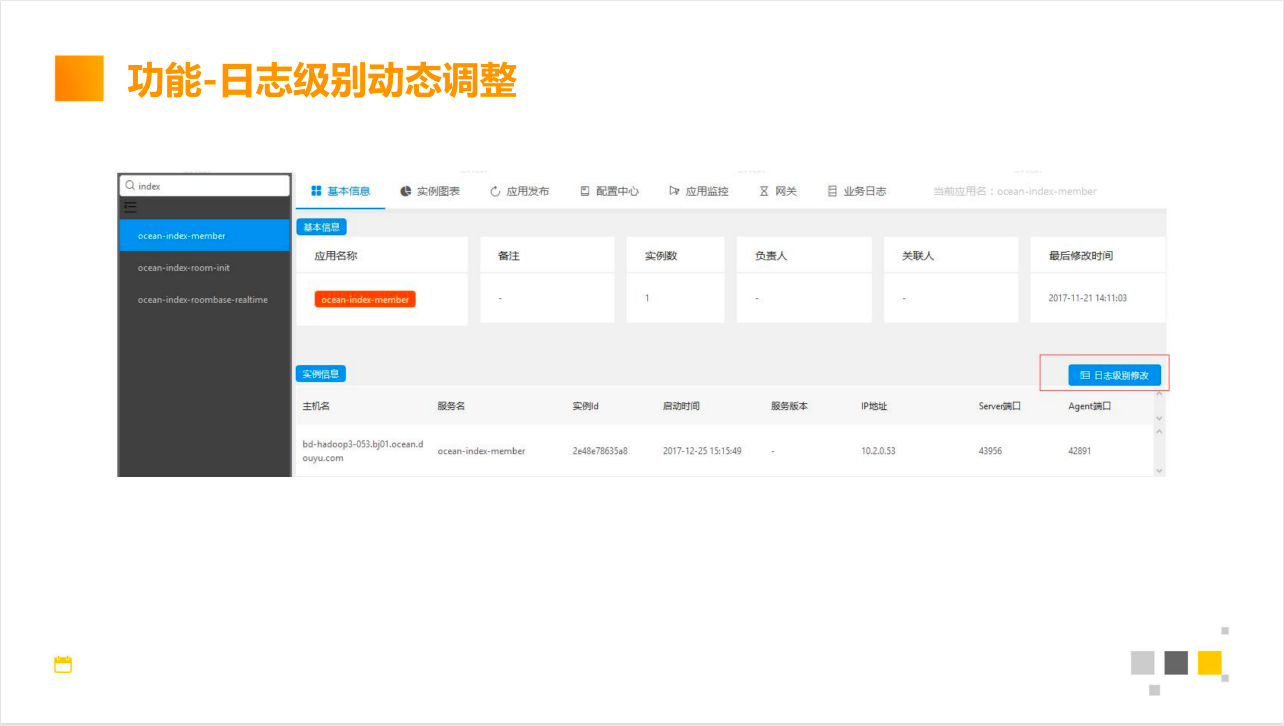 功能-日志级别动态调整
index
基本信息 实例图表 应用发布 配置中心 应用监控 网关 业务日志 当前应用名：ocean-index-member
ocean-index-member
ocean-index-room-init
ocean-index-roombase-realtime
基本信息
应用名称 备注 实例数 负责人 关联人 最后修改时间
ocean-index-member - 1 - - 2017-11-21 14:11:03
实例信息 日志级别修改
主机名 服务名 实例Id 启动时间 服务版本 IP地址 Server端口 Agent端口
bd-hadoop3-053.bj01.ocean.d
ouyu.com ocean-index-member 2e48e78635a8 2017-12-25 15:15:49 - 10.2.0.53 43956 42891